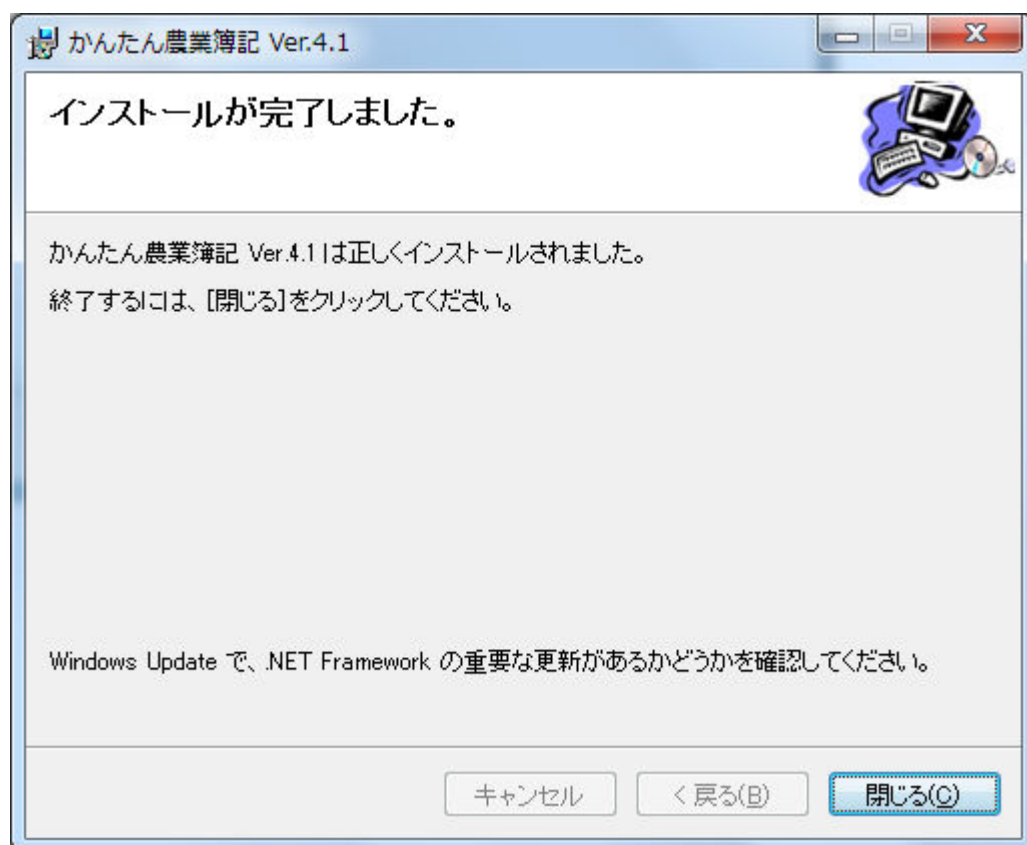 かんたん農業簿記 Ver.4.1
インストールが完了しました。
かんたん農業簿記 Ver.4.1は正しくインストールされました。
終了するには、[閉じる]をクリックしてください。
Windows Update で、.NET Framework の重要な更新があるかどうかを確認してください。
キャンセル
< 戻る(B)
閉じる(C)